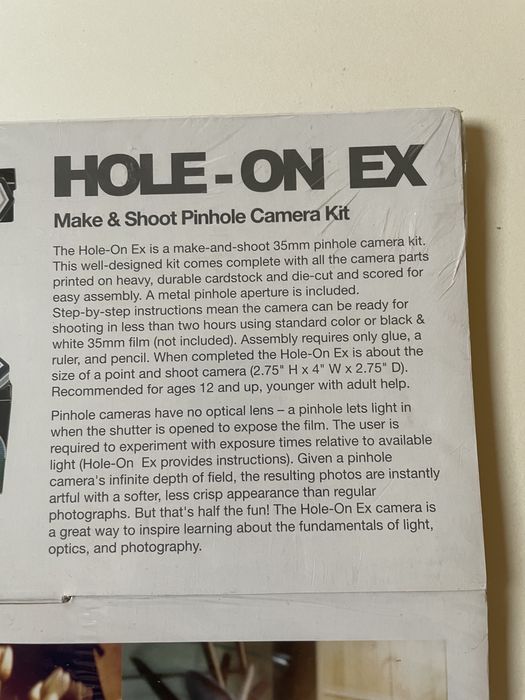 HOLE-ON EX
Make & Shoot Pinhole Camera Kit
The Hole-On Ex is a make-and-shoot 35mm pinhole camera kit.
This well-designed kit comes complete with all the camera parts
printed on heavy, durable cardstock and die-cut and scored for
easy assembly. A metal pinhole aperture is included.
Step-by-step instructions mean the camera can be ready for
shooting in less than two hours using standard color or black &
white 35mm film (not included). Assembly requires only glue, a
ruler, and pencil. When completed the Hole-On Ex is about the
size of a point and shoot camera (2.75" H x 4" W x 2.75" D).
Recommended for ages 12 and up, younger with adult help.
Pinhole cameras have no optical lens – a pinhole lets light in
when the shutter is opened to expose the film. The user is
required to experiment with exposure times relative to available
light (Hole-On Ex provides instructions). Given a pinhole
camera's infinite depth of field, the resulting photos are instantly
artful with a softer, less crisp appearance than regular
photographs. But that's half the fun! The Hole-On Ex camera is
a great way to inspire learning about the fundamentals of light,
optics, and photography.